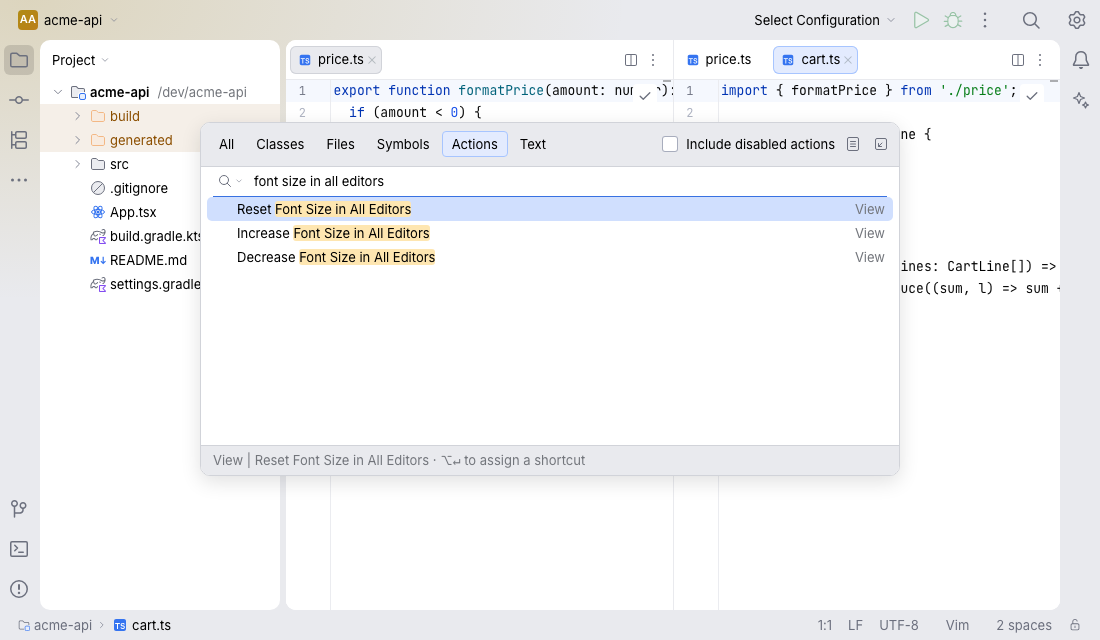 AA acme-api
Select Configuration
Project
price.ts
price.ts
cart.ts
acme-api /dev/acme-api
build
generated
src
.gitignore
App.tsx
build.gradle.kts
README.md
settings.gradle
1 export function formatPrice(amount:
2 if (amount < 0) {
1 import { formatPrice } from './price';
2
ne {
ines: CartLine[]) =>
uce((sum, l) => sum +
All Classes Files Symbols Actions Text
Include disabled actions
font size in all editors
Reset Font Size in All Editors View
Increase Font Size in All Editors View
Decrease Font Size in All Editors View
View | Reset Font Size in All Editors · ⌥↵ to assign a shortcut
acme-api > TS cart.ts
1:1 LF UTF-8 Vim 2 spaces